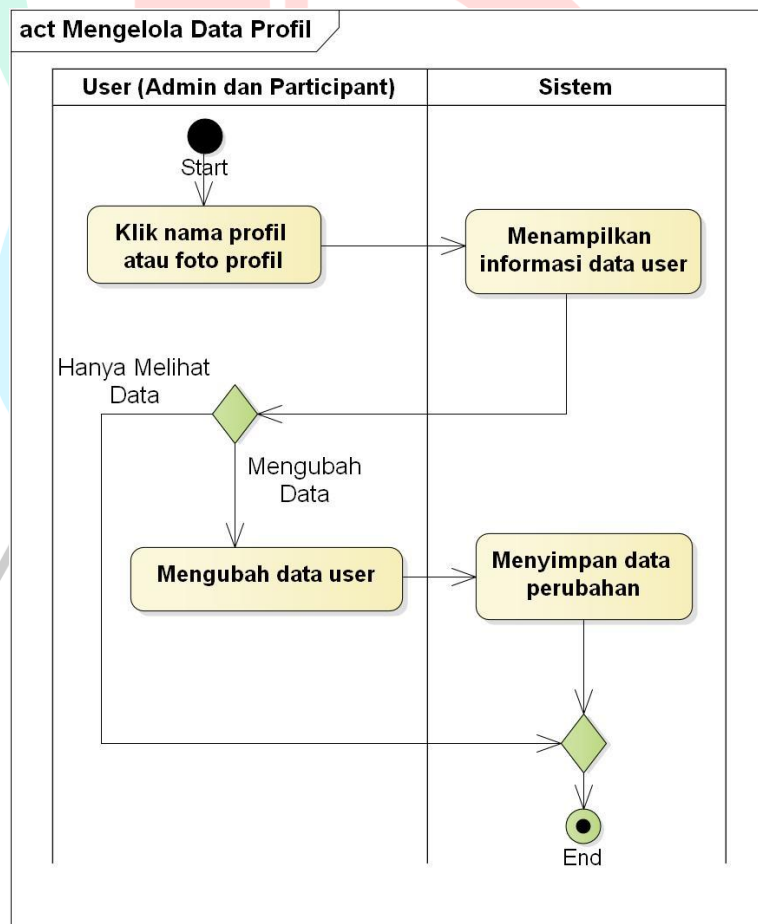 act Mengelola Data Profil
User (Admin dan Participant)
Sistem
Start
Klik nama profil
atau foto profil
Menampilkan
informasi data user
Hanya Melihat
Data
Mengubah
Data
Mengubah data user
Menyimpan data
perubahan
End